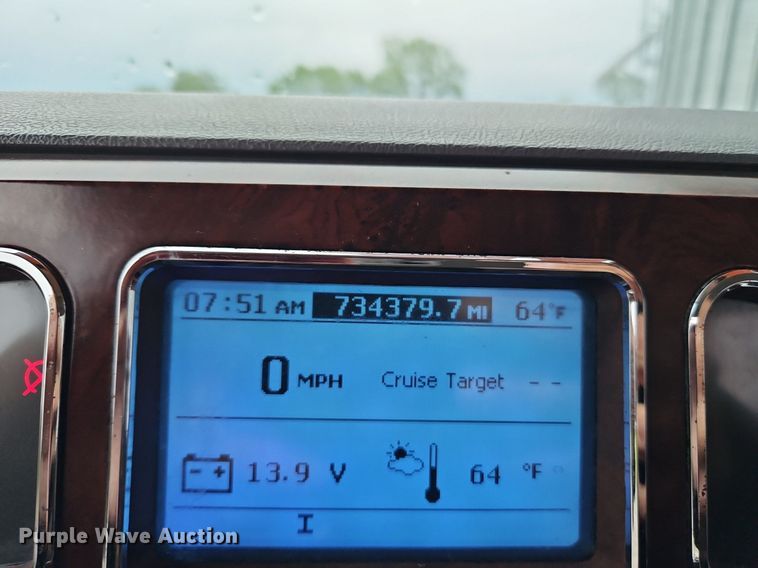 07:51 AM 734379.7 MI 64°F
0 MPH Cruise Target - -
- + 13.9 V 64 °F
I
Purple Wave Auction